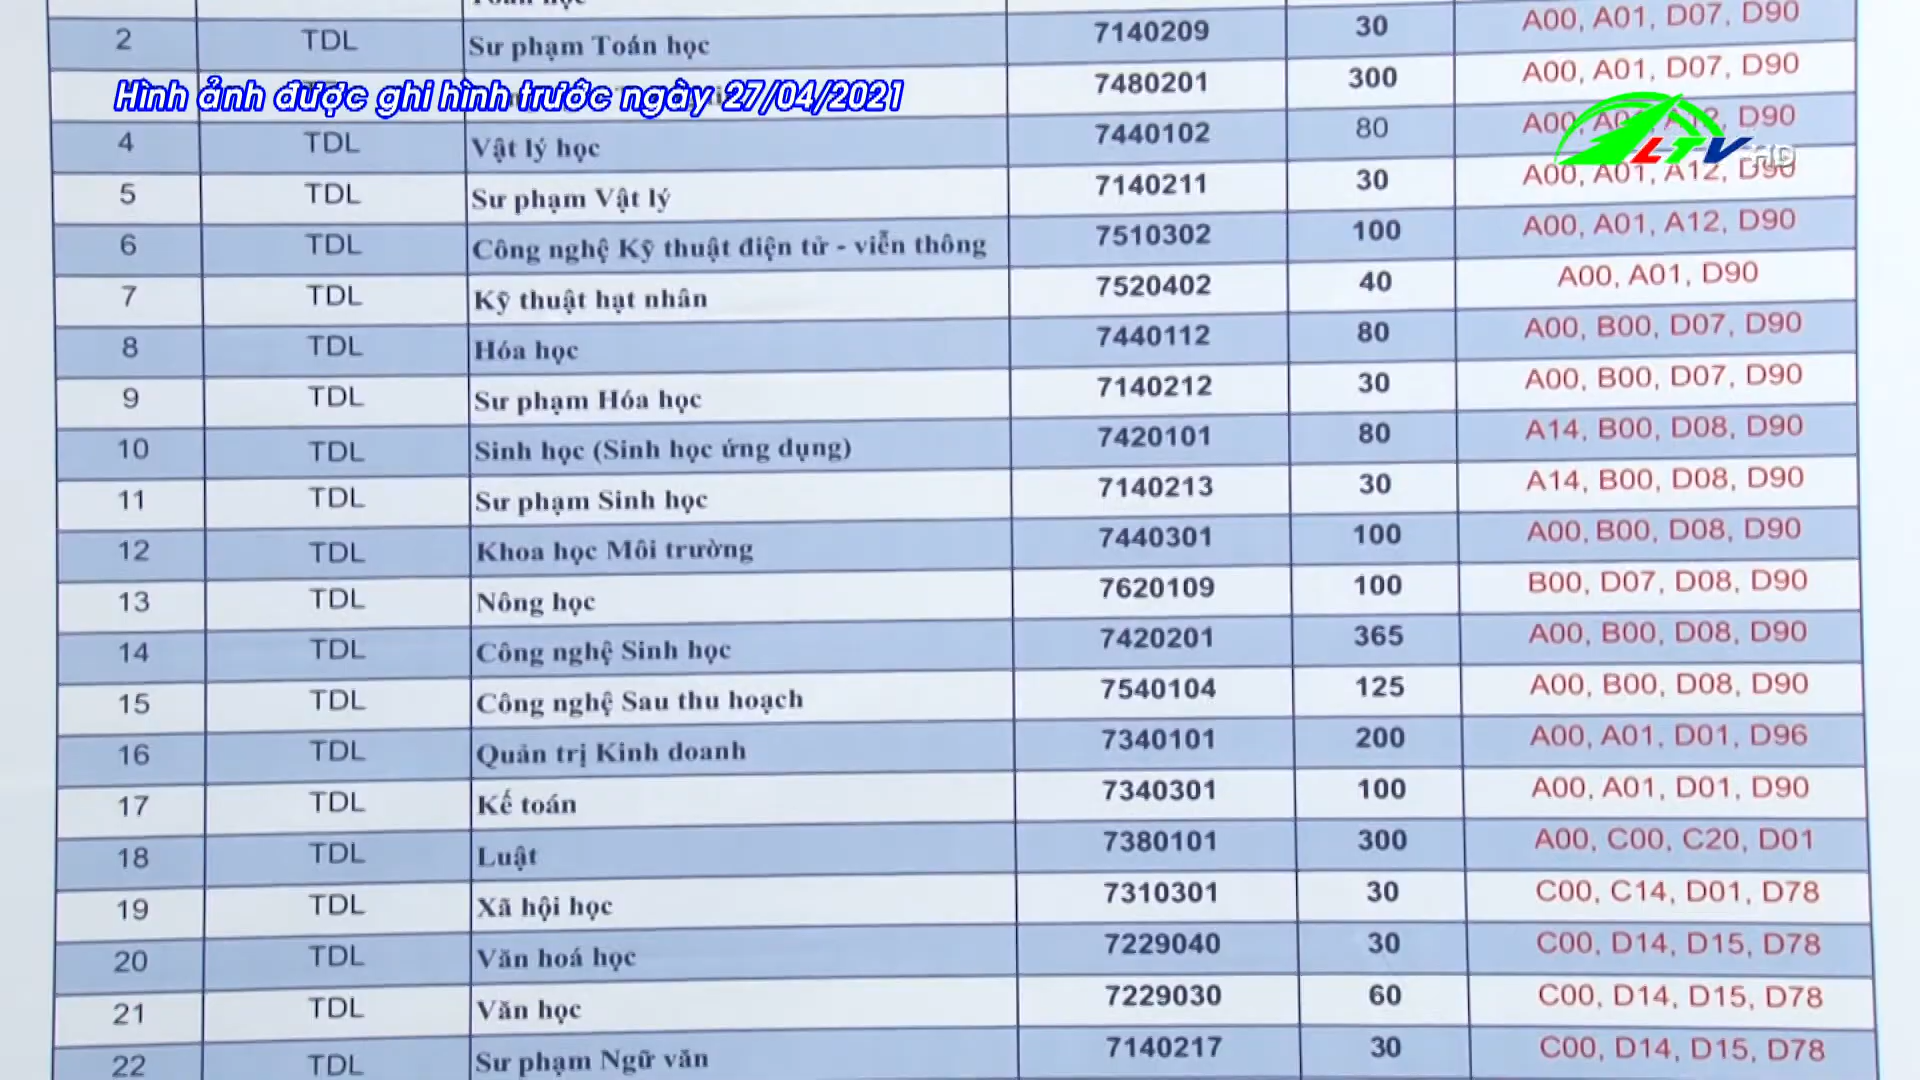 2 TDL Sư phạm Toán học 7140209 30 A00, A01, D07, D90
Hình ảnh được ghi hình trước ngày 27/04/2021
7480201 300 A00, A01, D07, D90
4 TDL Vật lý học 7440102 80 A00, A01, A12, D90
LTV HD
5 TDL Sư phạm Vật lý 7140211 30 A00, A01, A12, D90
6 TDL Công nghệ Kỹ thuật điện tử - viễn thông 7510302 100 A00, A01, A12, D90
7 TDL Kỹ thuật hạt nhân 7520402 40 A00, A01, D90
8 TDL Hóa học 7440112 80 A00, B00, D07, D90
9 TDL Sư phạm Hóa học 7140212 30 A00, B00, D07, D90
10 TDL Sinh học (Sinh học ứng dụng) 7420101 80 A14, B00, D08, D90
11 TDL Sư phạm Sinh học 7140213 30 A14, B00, D08, D90
12 TDL Khoa học Môi trường 7440301 100 A00, B00, D08, D90
13 TDL Nông học 7620109 100 B00, D07, D08, D90
14 TDL Công nghệ Sinh học 7420201 365 A00, B00, D08, D90
15 TDL Công nghệ Sau thu hoạch 7540104 125 A00, B00, D08, D90
16 TDL Quản trị Kinh doanh 7340101 200 A00, A01, D01, D96
17 TDL Kế toán 7340301 100 A00, A01, D01, D90
18 TDL Luật 7380101 300 A00, C00, C20, D01
19 TDL Xã hội học 7310301 30 C00, C14, D01, D78
20 TDL Văn hoá học 7229040 30 C00, D14, D15, D78
21 TDL Văn học 7229030 60 C00, D14, D15, D78
22 TDL Sư phạm Ngữ văn 7140217 30 C00, D14, D15, D78